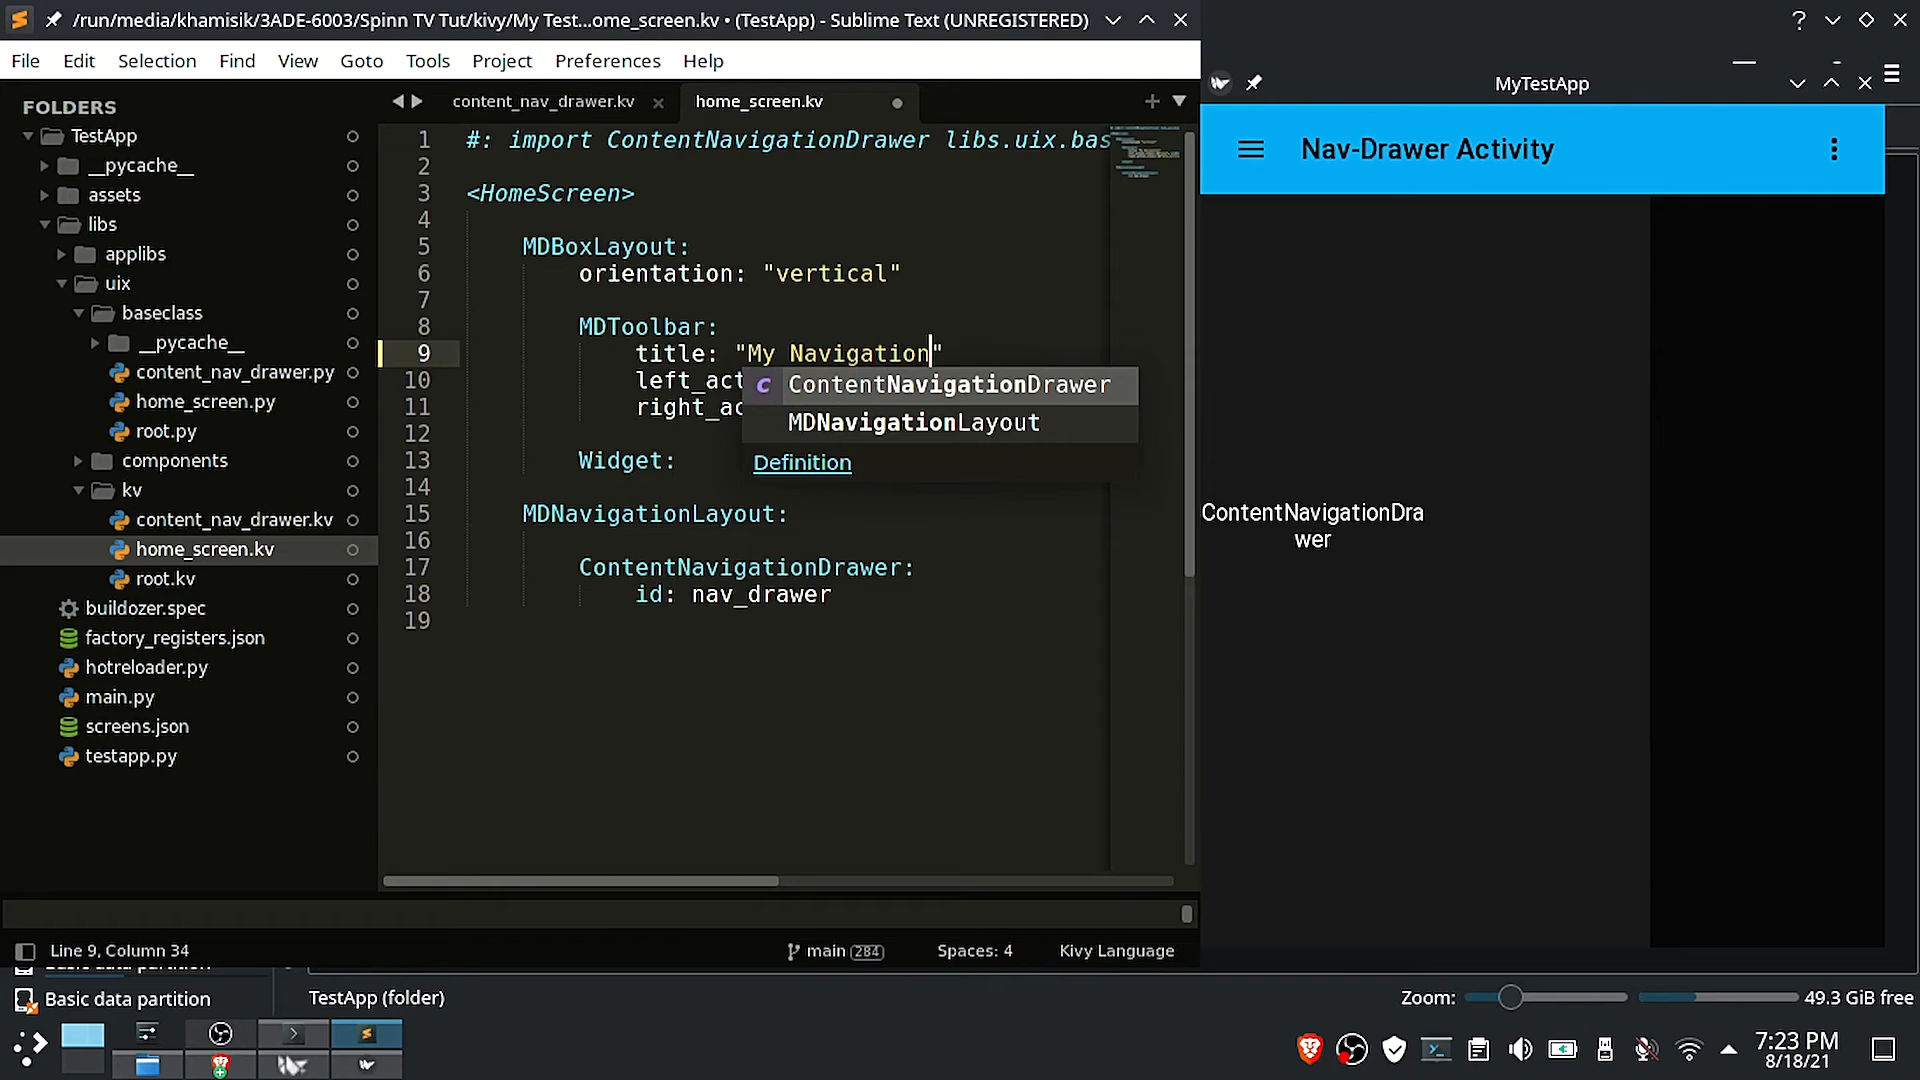 /run/media/khamisik/3ADE-6003/Spinn TV Tut/kivy/My Test...ome_screen.kv • (TestApp) - Sublime Text (UNREGISTERED)
File Edit Selection Find View Goto Tools Project Preferences Help
FOLDERS
TestApp
__pycache__
assets
libs
applibs
uix
baseclass
__pycache__
content_nav_drawer.py
home_screen.py
root.py
components
kv
content_nav_drawer.kv
home_screen.kv
root.kv
buildozer.spec
factory_registers.json
hotreloader.py
main.py
screens.json
testapp.py
content_nav_drawer.kv
home_screen.kv
1 #: import ContentNavigationDrawer libs.uix.bas
2
3 <HomeScreen>
4
5 MDBoxLayout:
6 orientation: "vertical"
7
8 MDToolbar:
9 title: "My Navigation"
10 left_act
11 right_ac
12
13 Widget:
14
15 MDNavigationLayout:
16
17 ContentNavigationDrawer:
18 id: nav_drawer
19
c ContentNavigationDrawer
MDNavigationLayout
Definition
Line 9, Column 34
main 284
Spaces: 4
Kivy Language
MyTestApp
Nav-Drawer Activity
ContentNavigationDra
wer
Basic data partition
Basic data partition
TestApp (folder)
Zoom:
49.3 GiB free
7:23 PM
8/18/21